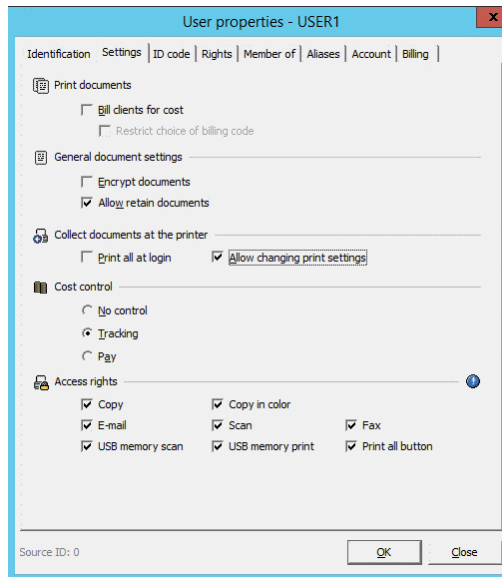 User properties - USER1
x
Identification Settings ID code Rights Member of Aliases Account Billing
Print documents
Bill clients for cost
Restrict choice of billing code
General document settings
Encrypt documents
Allow retain documents
Collect documents at the printer
Print all at login Allow changing print settings
Cost control
No control
Tracking
Pay
Access rights
Copy Copy in color
E-mail Scan Fax
USB memory scan USB memory print Print all button
Source ID: 0 OK Close